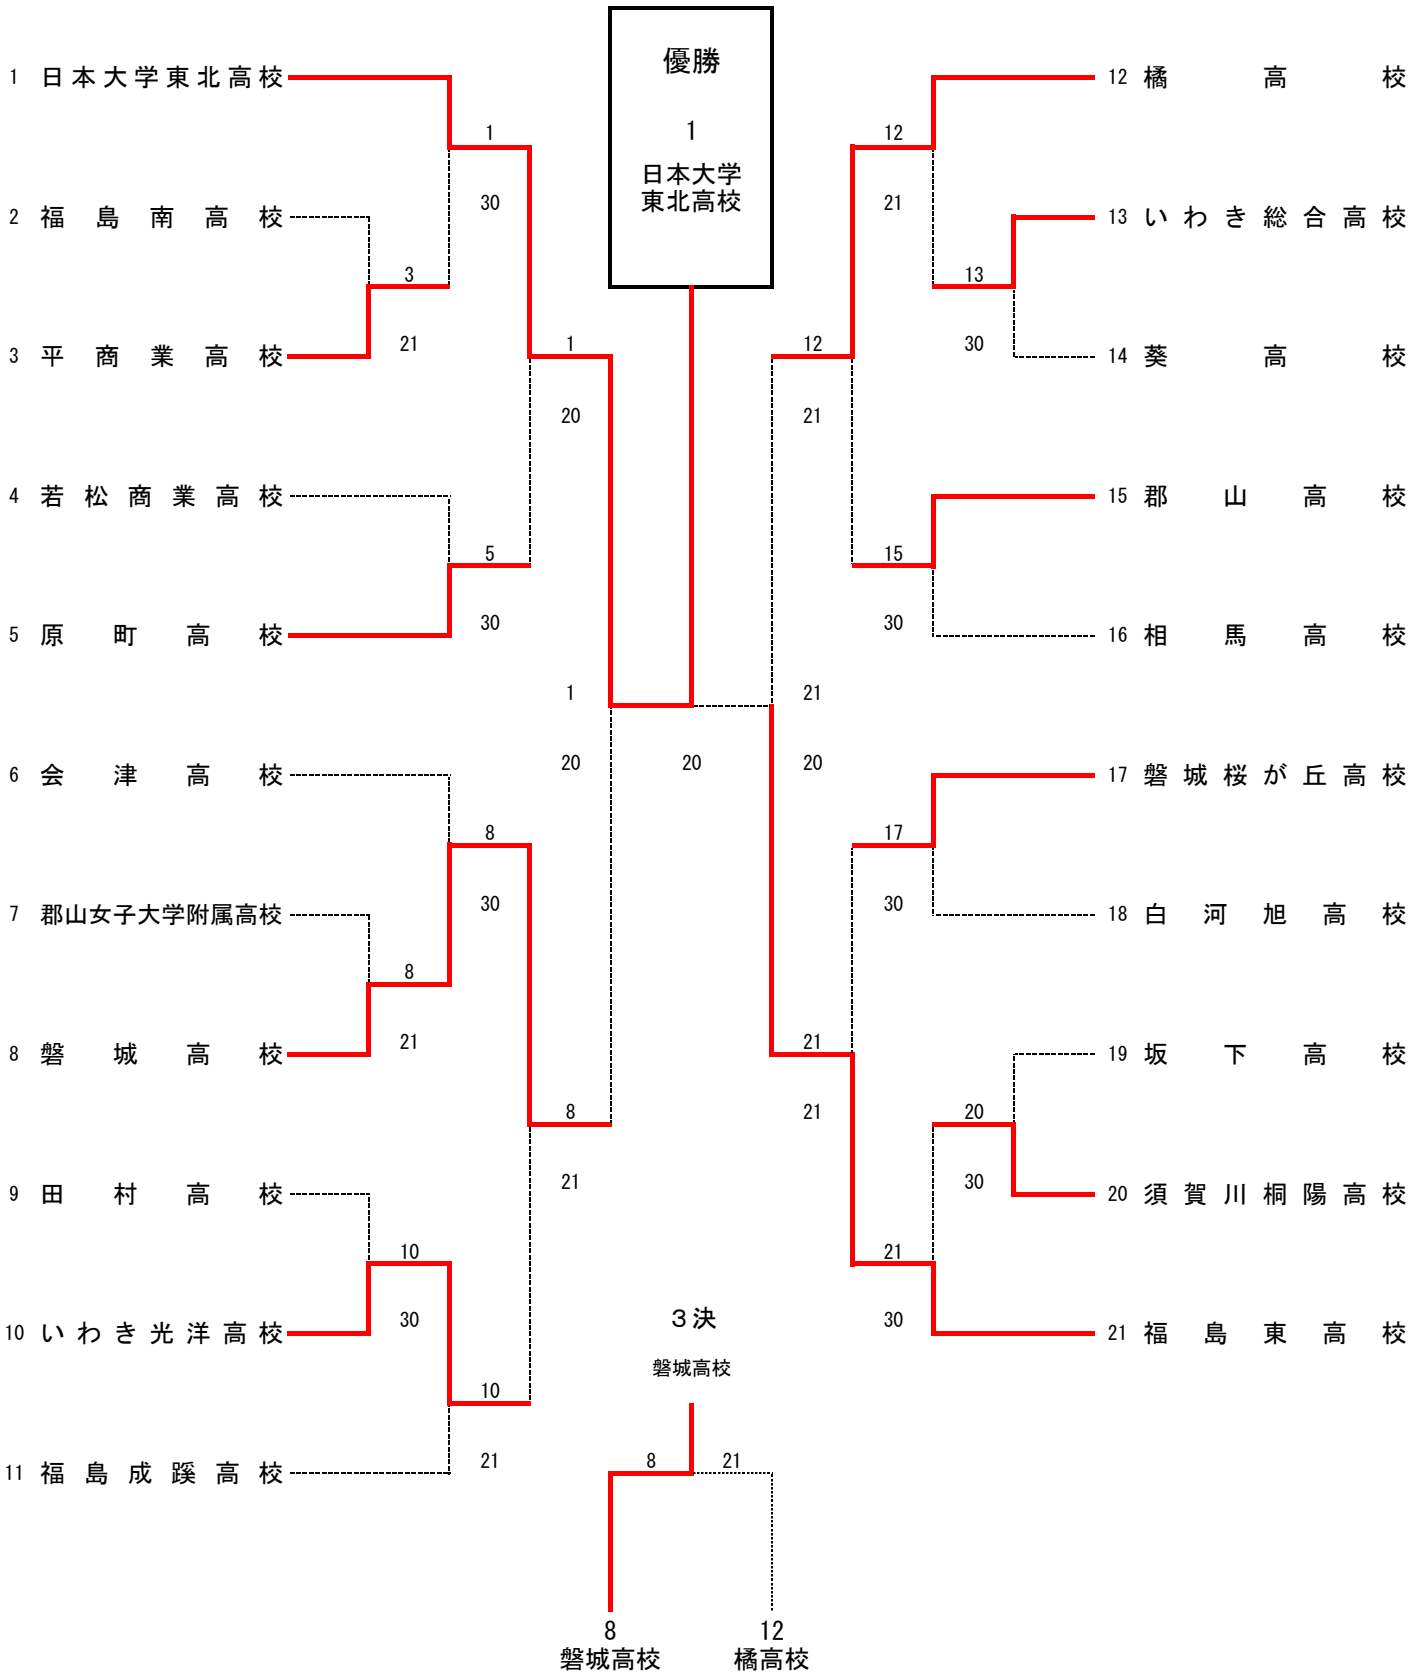 優勝
1
日本大学
東北高校
1 日本大学東北高校
1
30
2 福島南高校
3
21
3 平商業高校
1
20
4 若松商業高校
5
30
5 原町高校
1
20
6 会津高校
8
30
7 郡山女子大学附属高校
8
21
8 磐城高校
8
21
9 田村高校
10
30
10 いわき光洋高校
10
21
11 福島成蹊高校
20
12 橘高校
12
21
13 いわき総合高校
13
30
14 葵高校
12
21
15 郡山高校
15
30
16 相馬高校
21
20
17 磐城桜が丘高校
17
30
18 白河旭高校
21
21
19 坂下高校
20
30
20 須賀川桐陽高校
21
30
21 福島東高校
3決
磐城高校
8 21
8 12
磐城高校 橘高校